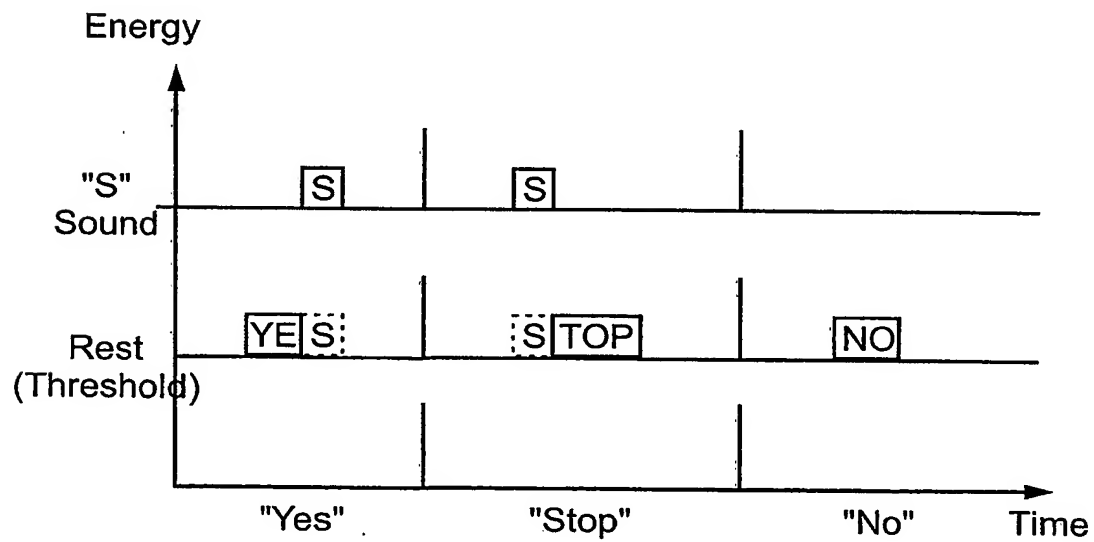 Energy
"S"
Sound
S
S
Rest
(Threshold)
YE S
S TOP
NO
"Yes"
"Stop"
"No"
Time